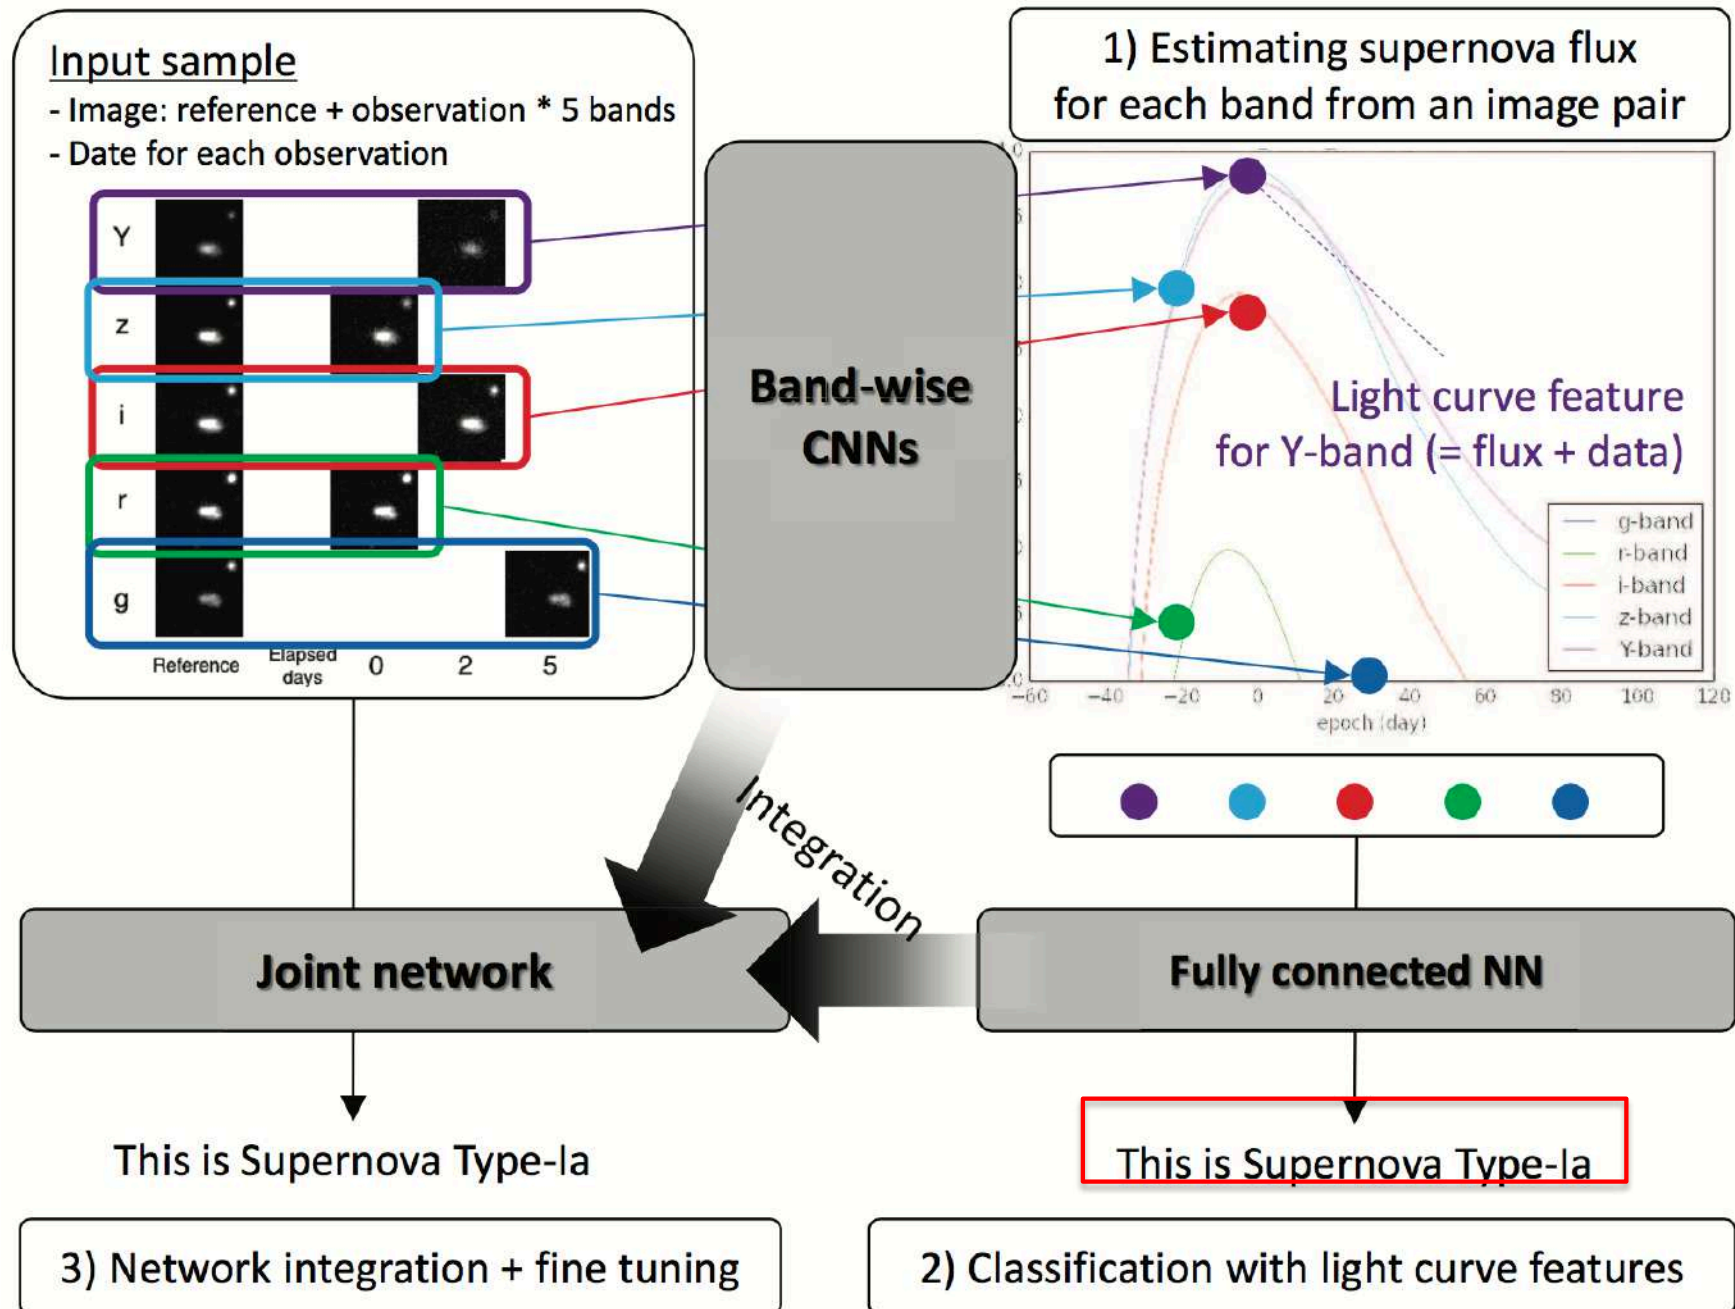 Input sample
- Image: reference + observation * 5 bands
- Date for each observation
Y
z
i
r
g
Reference
Elapsed
days
0
2
5
Band-wise
CNNs
1) Estimating supernova flux
for each band from an image pair
Light curve feature
for Y-band (= flux + data)
g-band
r-band
i-band
z-band
Y-band
−60
−40
−20
0
20
40
60
80
100
120
epoch (day)
Integration
Joint network
Fully connected NN
This is Supernova Type-Ia
This is Supernova Type-Ia
3) Network integration + fine tuning
2) Classification with light curve features